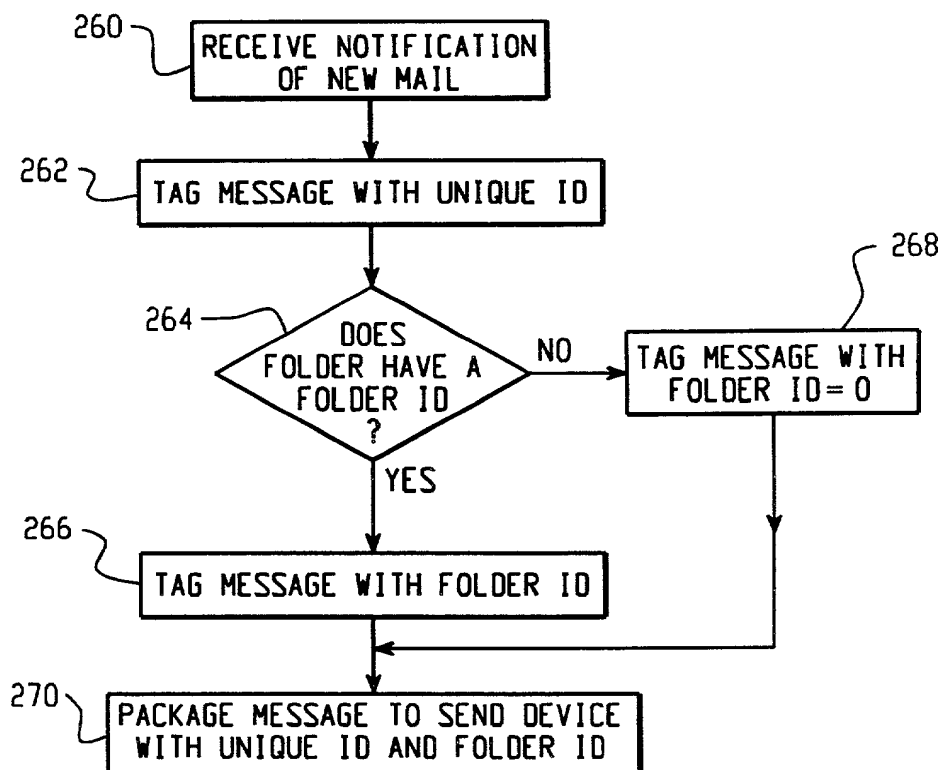 260
RECEIVE NOTIFICATION
OF NEW MAIL
262
TAG MESSAGE WITH UNIQUE ID
264
DOES
FOLDER HAVE A
FOLDER ID
?
NO
268
TAG MESSAGE WITH
FOLDER ID=0
YES
266
TAG MESSAGE WITH FOLDER ID
270
PACKAGE MESSAGE TO SEND DEVICE
WITH UNIQUE ID AND FOLDER ID